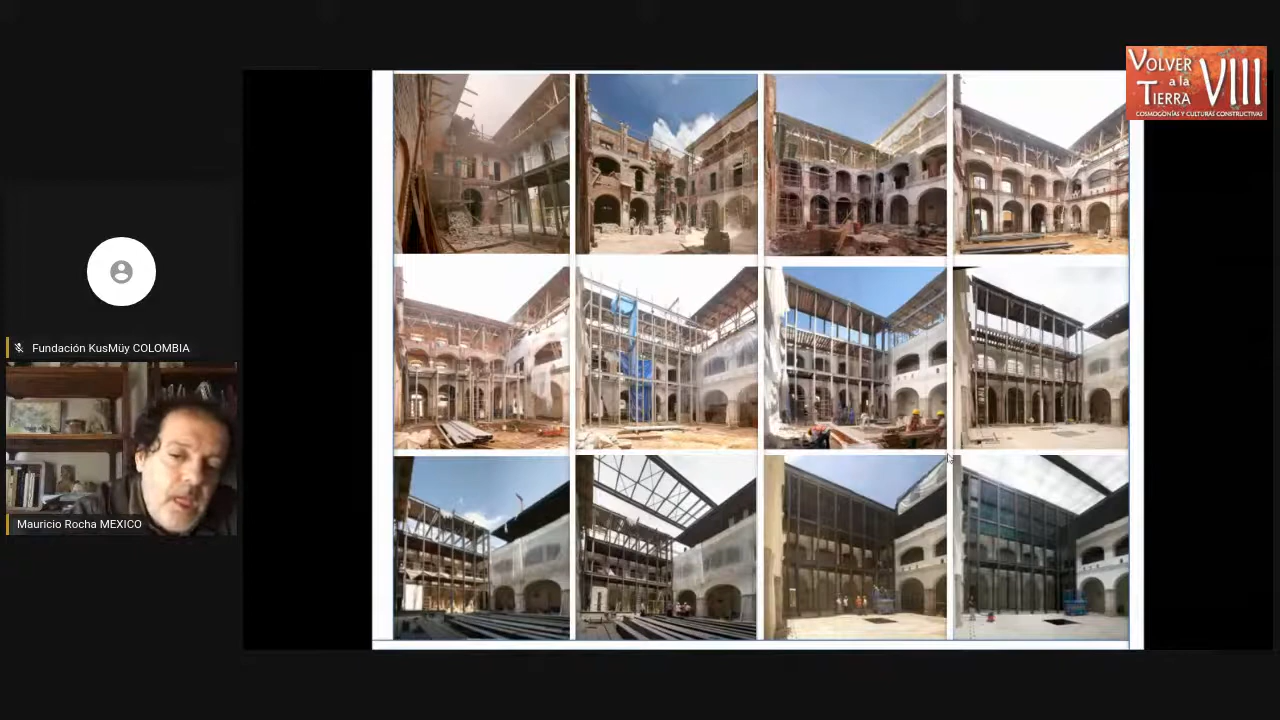 VOLVER
a la
TIERRA
VIII
COSMOGONÍAS Y CULTURAS CONSTRUCTIVAS
Fundación KusMüy COLOMBIA
Mauricio Rocha MEXICO